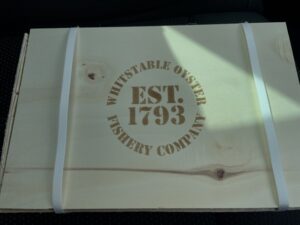 WHITSTABLE OYSTER
EST.
1793
FISHERY COMPANY